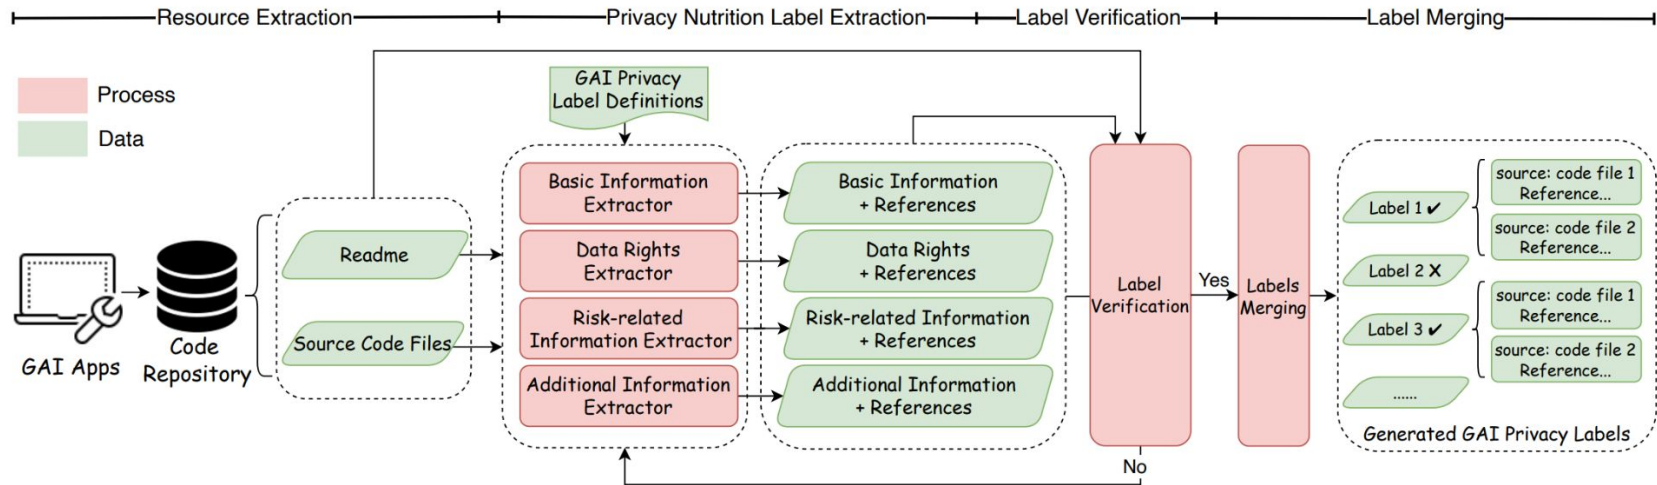 Resource Extraction
Privacy Nutrition Label Extraction
Label Verification
Label Merging
Process
Data
GAI Apps
Code
Repository
Readme
Source Code Files
GAI Privacy
Label Definitions
Basic Information
Extractor
Data Rights
Extractor
Risk-related
Information Extractor
Additional Information
Extractor
Basic Information
+ References
Data Rights
+ References
Risk-related Information
+ References
Additional Information
+ References
Label
Verification
Yes
No
Labels
Merging
Label 1 ✔
source: code file 1
Reference...
source: code file 2
Reference...
Label 2 X
Label 3 ✔
source: code file 1
Reference...
source: code file 2
Reference...
......
Generated GAI Privacy Labels